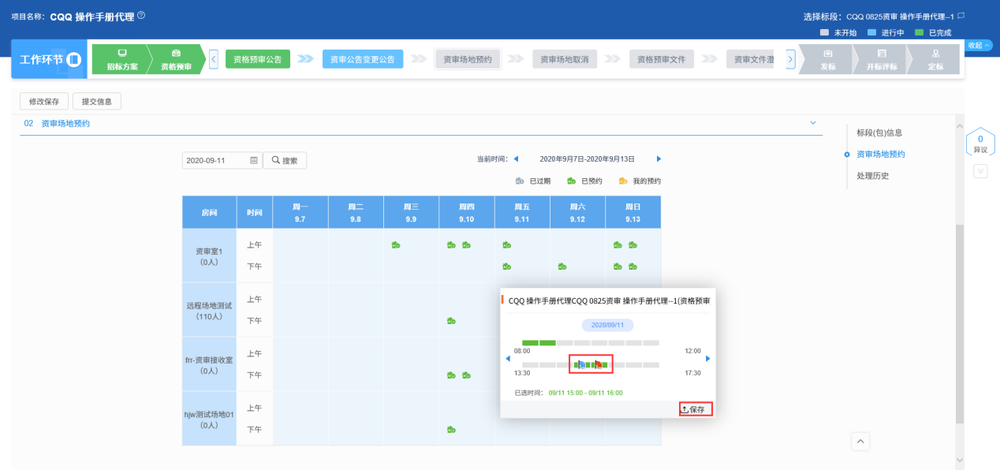 项目名称: CQQ 操作手册代理
选择标段: CQQ 0825资审 操作手册代理--1
未开始 进行中 已完成
收起
工作环节
招标方案
资格预审
资格预审公告
资审公告变更公告
资审场地预约
资审场地取消
资格预审文件
资审文件澄
发标
开标评标
定标
修改保存
提交信息
02 资审场地预约
标段(包)信息
资审场地预约
处理历史
0
异议
2020-09-11
搜索
当前时间: 2020年9月7日-2020年9月13日
已过期 已预约 我的预约
房间 时间 周一 9.7 周二 9.8 周三 9.9 周四 9.10 周五 9.11 周六 9.12 周日 9.13
资审室1
(0人)
上午
下午
远程场地测试
(110人)
上午
下午
frr-资审接收室
(0人)
上午
下午
hjw测试场地01
(0人)
上午
下午
CQQ 操作手册代理CQQ 0825资审 操作手册代理--1(资格预审
2020/09/11
08:00 12:00
13:30 17:30
已选时间: 09/11 15:00 - 09/11 16:00
保存